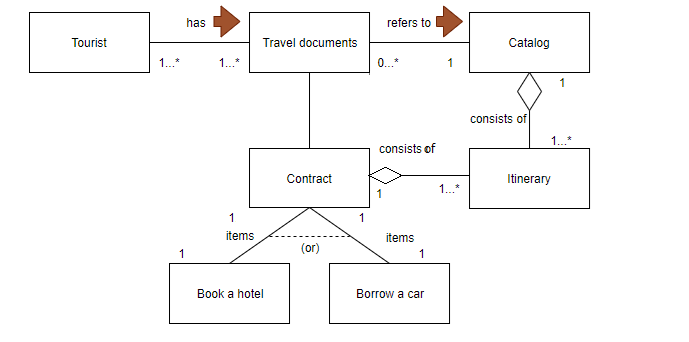 has
refers to
Tourist
Travel documents
Catalog
1...*
1...*
0...*
1
1
consists of
1...*
consists of
Contract
Itinerary
1
1...*
1
1
items
items
(or)
1
1
Book a hotel
Borrow a car